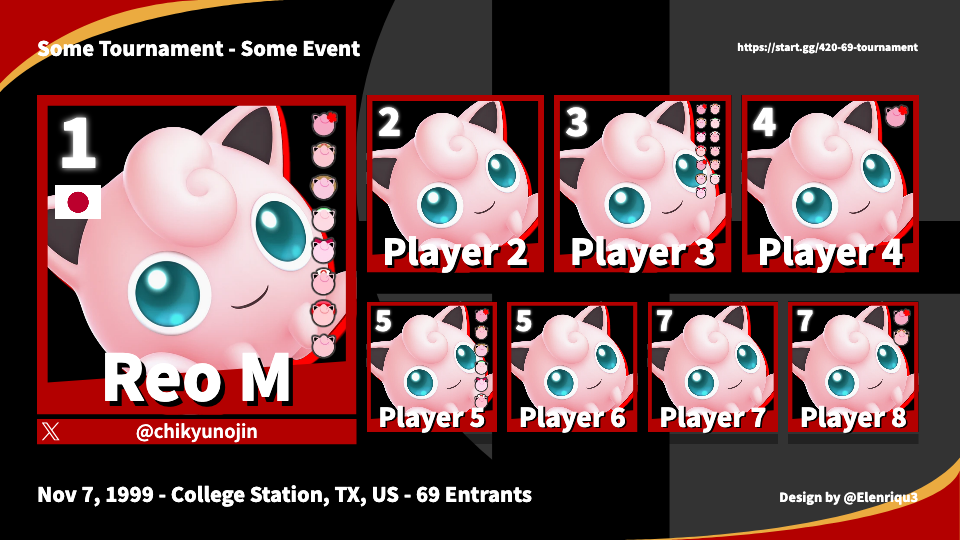 Some Tournament - Some Event
https://start.gg/420-69-tournament
1
Reo M
@chikyunojin
2
Player 2
3
Player 3
4
Player 4
5
Player 5
5
Player 6
7
Player 7
7
Player 8
Nov 7, 1999 - College Station, TX, US - 69 Entrants
Design by @Elenriqu3